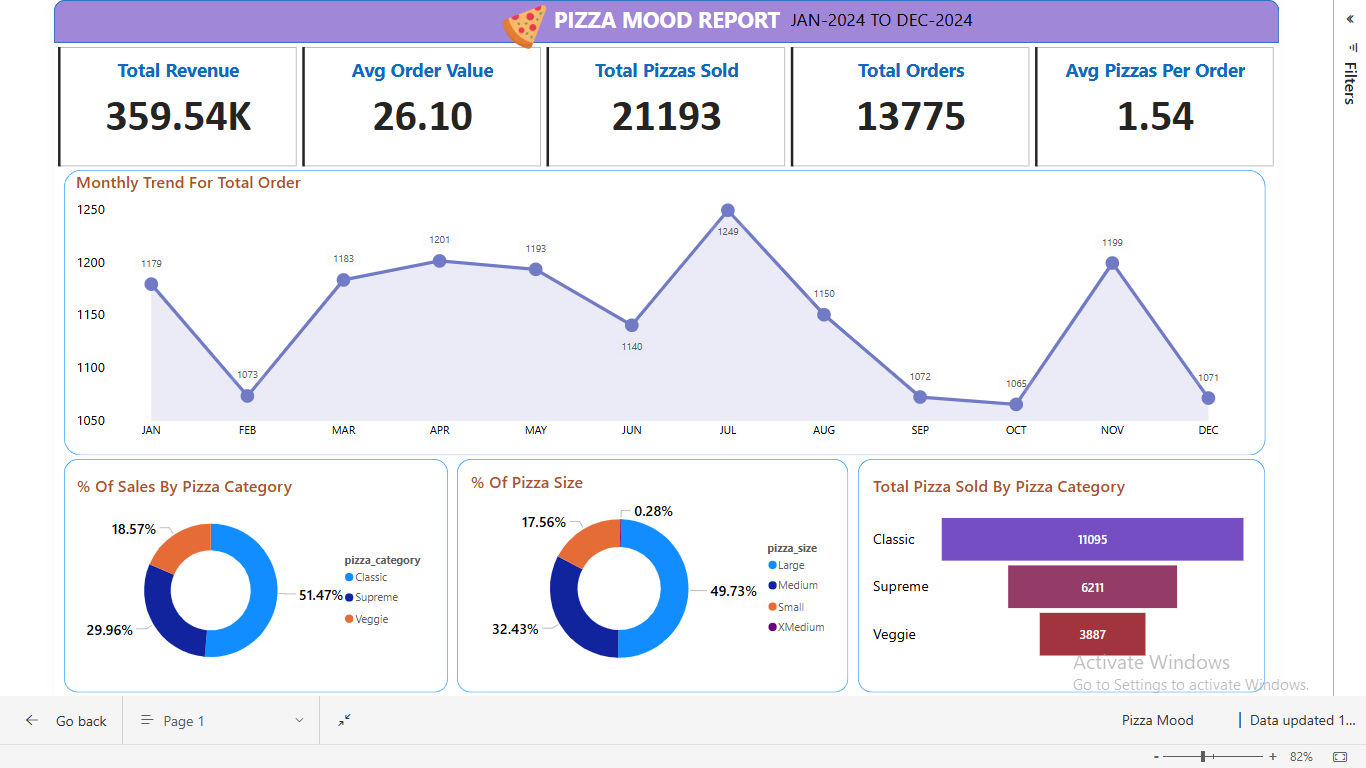 PIZZA MOOD REPORT JAN-2024 TO DEC-2024
Filters
Total Revenue
359.54K
Avg Order Value
26.10
Total Pizzas Sold
21193
Total Orders
13775
Avg Pizzas Per Order
1.54
Monthly Trend For Total Order
1250
1200
1150
1100
1050
1179
1073
1183
1201
1193
1140
1249
1150
1072
1065
1199
1071
JAN FEB MAR APR MAY JUN JUL AUG SEP OCT NOV DEC
% Of Sales By Pizza Category
18.57%
29.96%
51.47%
pizza_category
Classic
Supreme
Veggie
% Of Pizza Size
0.28%
17.56%
32.43%
49.73%
pizza_size
Large
Medium
Small
XMedium
Total Pizza Sold By Pizza Category
Classic 11095
Supreme 6211
Veggie 3887
Activate Windows
Go to Settings to activate Windows.
Go back
Page 1
Pizza Mood | Data updated 1...
- + 82%